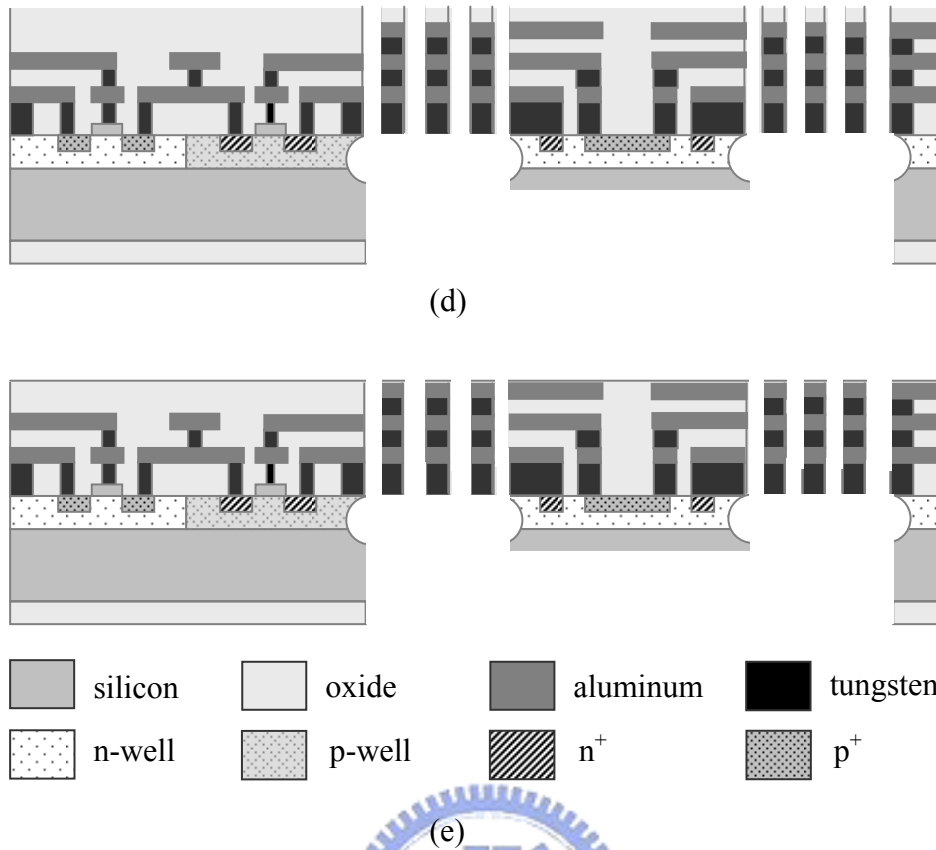 (d)
silicon oxide aluminum tungsten
n-well p-well n+ p+
(e)